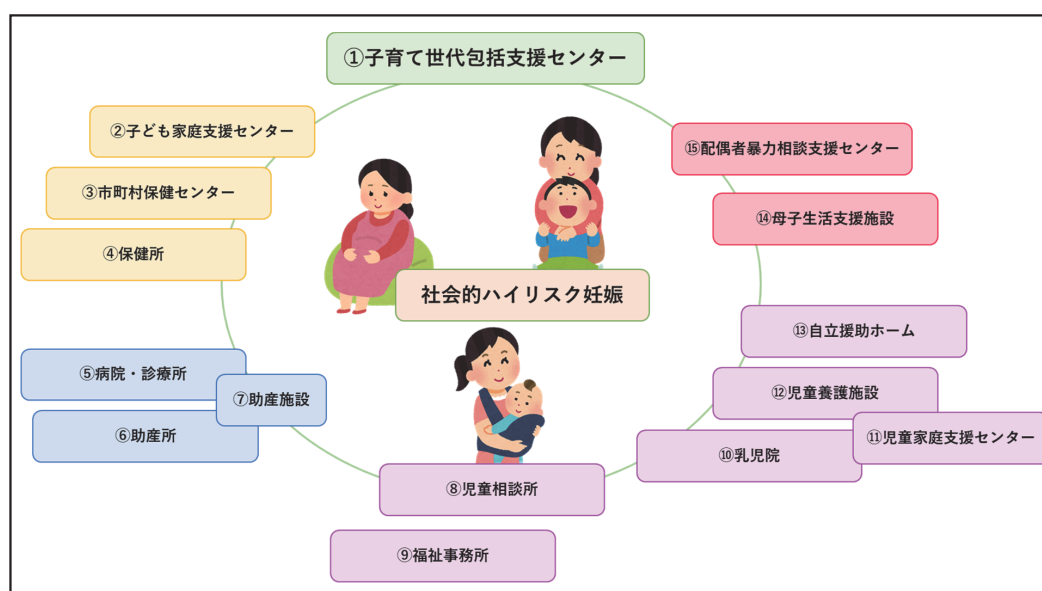 ①子育て世代包括支援センター
②子ども家庭支援センター
③市町村保健センター
④保健所
⑤病院・診療所
⑥助産所
⑦助産施設
⑧児童相談所
⑨福祉事務所
⑩乳児院
⑪児童家庭支援センター
⑫児童養護施設
⑬自立援助ホーム
⑭母子生活支援施設
⑮配偶者暴力相談支援センター
社会的ハイリスク妊娠